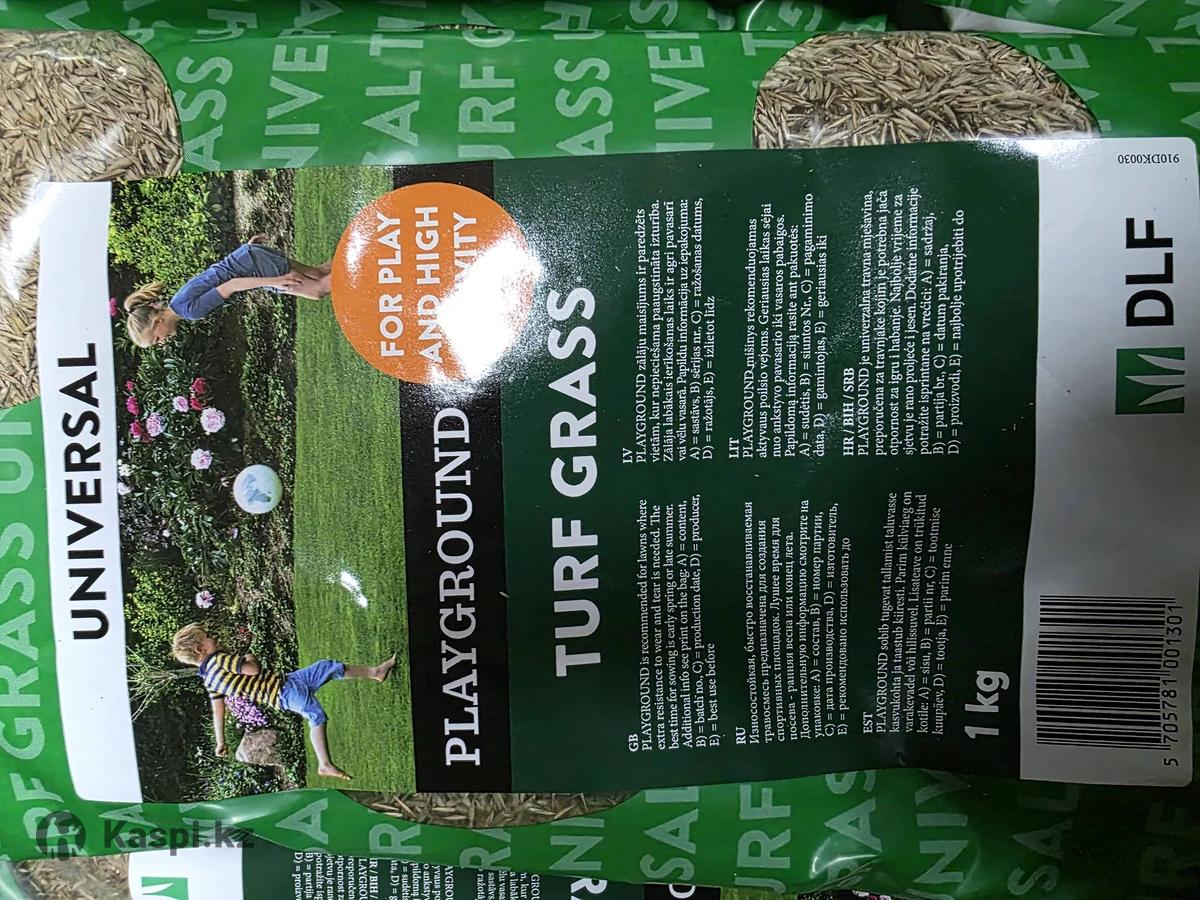 UNIVERSAL
FOR PLAY
AND HIGH
PLAYGROUND
TURF GRASS
GB
PLAYGROUND is recommended for lawns where
extra resistance to wear and tear is needed. The
best time for sowing is early spring or late summer.
Additional info see print on the bag: A) = content,
B) = batch no., C) = production date, D) = producer,
E) = best use before
RU
Износостойкая, быстро восстанавливаемая
травосмесь предназначена для создания
спортивных площадок. Лушее время для
посева - ранняя весна или конец лета.
Дополнительную информацию смотрите на
упаковке: A) = состав, B) = номер партии,
C) = дата производства, D) = изготовитель,
E) = рекомендовано использовать до
EST
PLAYGROUND sobib tugevat tallamist taluvasse
kasvukohta ja taastub kiiresti. Parim külviaeg on
varakevadel või hilissuvel. Lisateave on trükitud
kotile: A) = sisu, B) = partii nr, C) = tootmise
kuupäev, D) = tootja, E) = parim enne
LV
PLAYGROUND zālāju maisījums ir paredzēts
vietām, kur nepieciešama paaugstināta izturība.
Zālāja labākais ierīkošanas laiks ir agri pavasarī
vai vēlu vasarā. Papildu informācija uz iepakojuma:
A) = sastāvs, B) = sērijas nr., C) = ražošanas datums,
D) = ražotājs, E) = izlietot līdz
LIT
PLAYGROUND mišinys rekomenduojamas
aktyvaus poilsio vejoms. Geriausias laikas sėjai
nuo ankstyvo pavasario iki vasaros pabaigos.
Papildomą informaciją rasite ant pakuotės:
A) = sudėtis, B) = siuntos Nr., C) = pagaminimo
data, D) = gamintojas, E) = geriausias iki
HR / BIH / SRB
PLAYGROUND je univerzalna travna mješavina,
preporučena za travnjake kojim je potrebna jača
otpornost za igru i habanje. Najbolje vrijeme za
sjetvu je rano proljeće i jesen. Dodatne informacije
potražite isprintane na vrečici: A) = sadržaj,
B) = partija br., C) = datum pakiranja,
D) = proizvodi, E) = najbolje upotrijebiti do
1 kg
5 705781 001301
DLF
910DK0030
Kaspi.kz